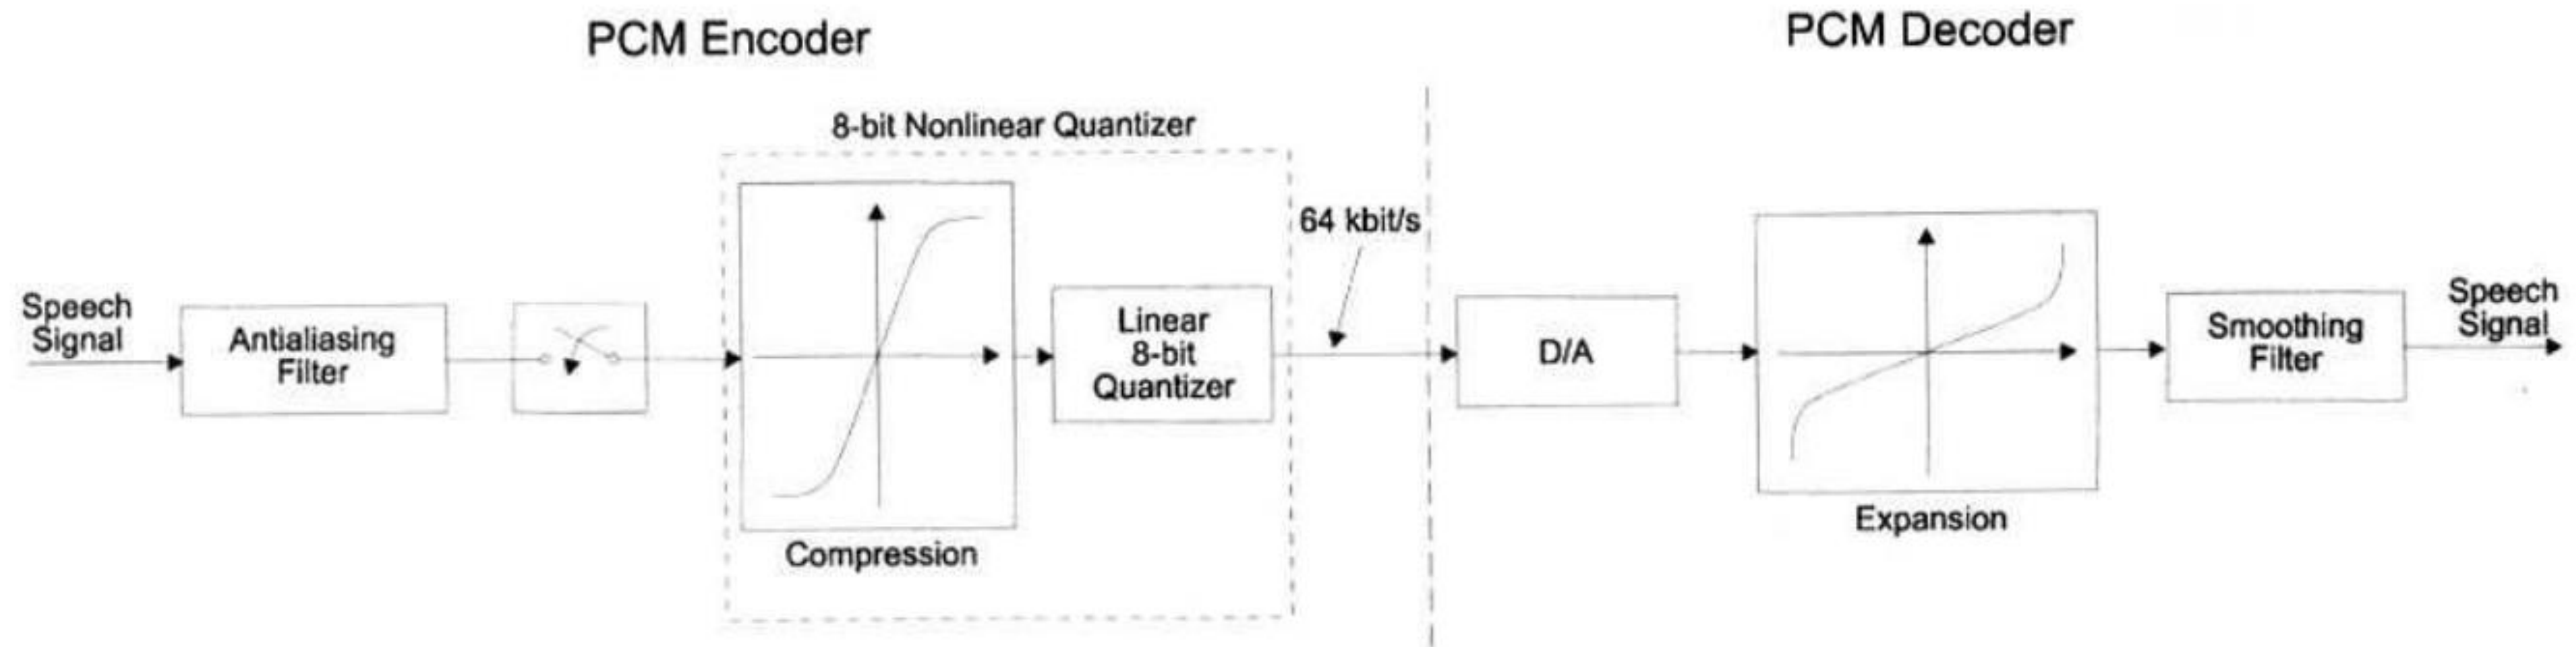 PCM Encoder
PCM Decoder
8-bit Nonlinear Quantizer
64 kbit/s
Speech
Signal
Antialiasing
Filter
Linear
8-bit
Quantizer
D/A
Smoothing
Filter
Speech
Signal
Compression
Expansion